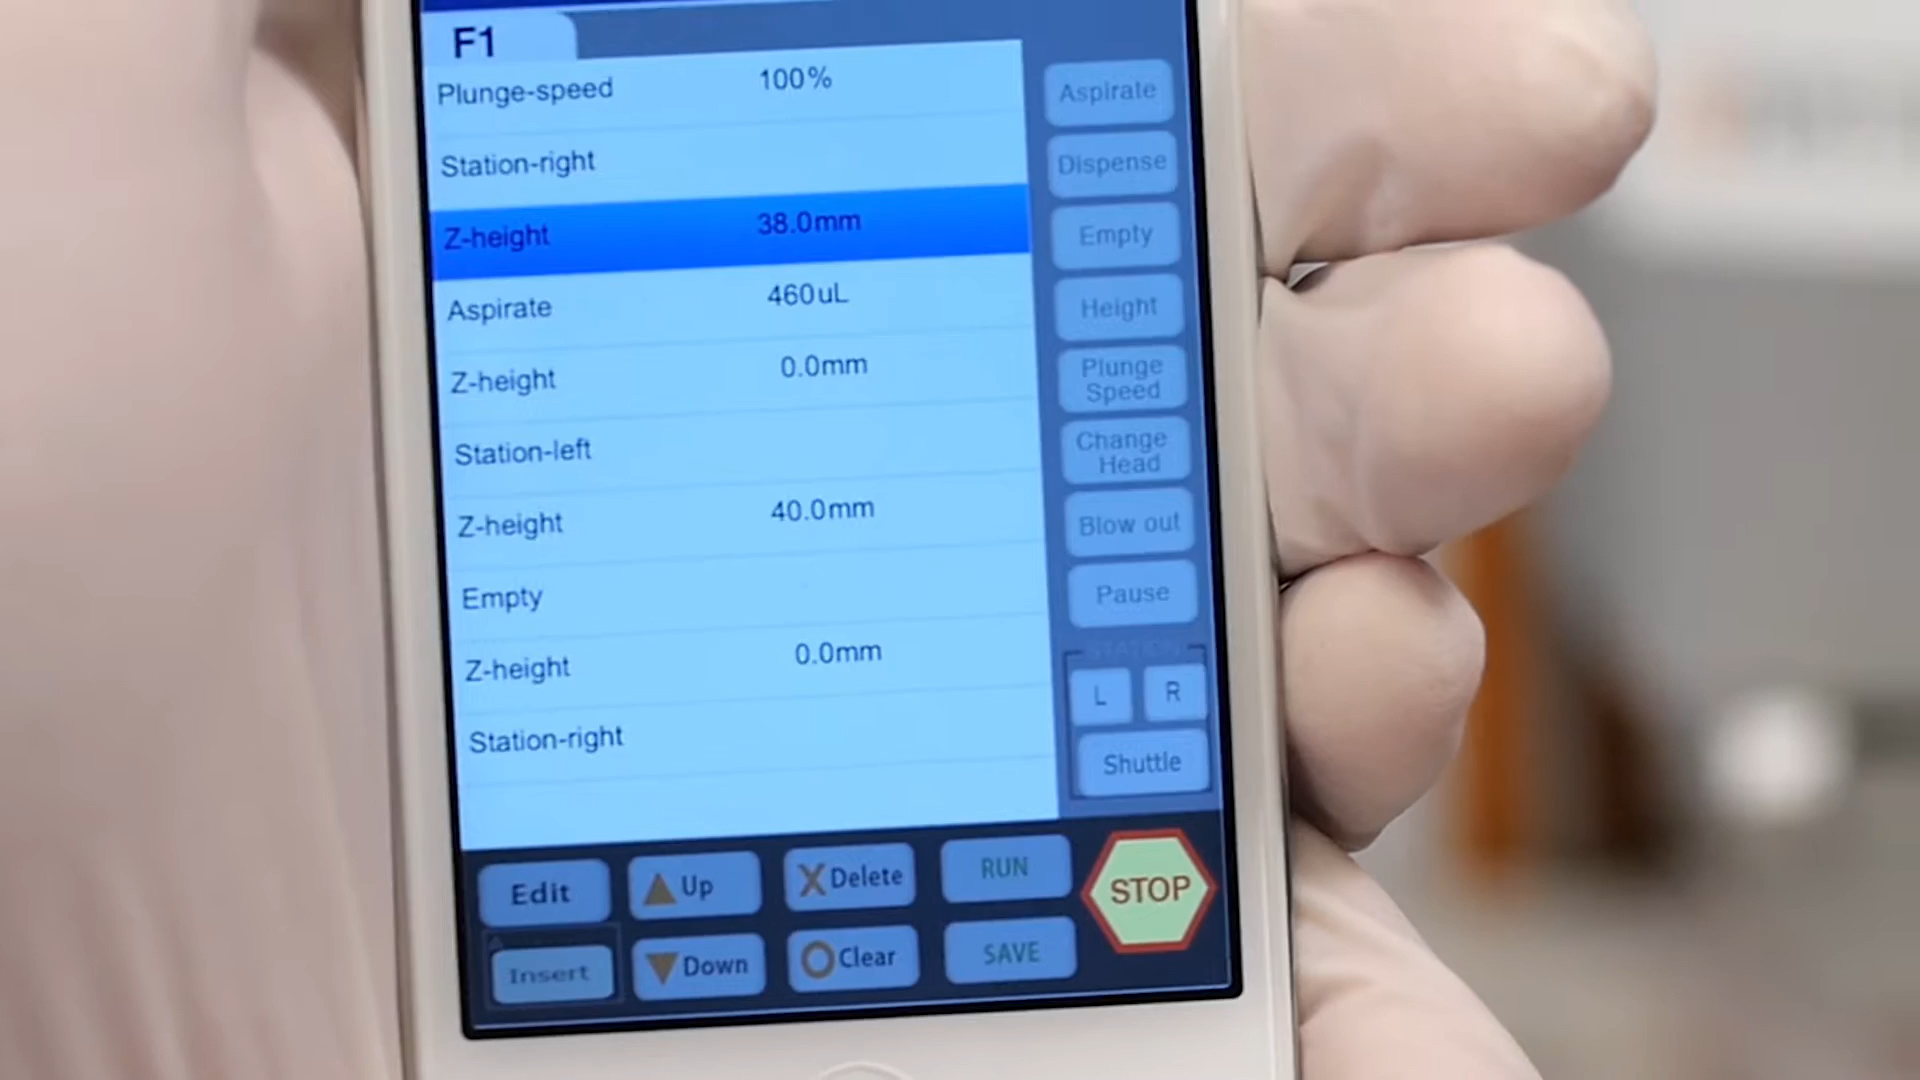 F1
Plunge-speed 100%
Station-right
Z-height 38.0mm
Aspirate 460uL
Z-height 0.0mm
Station-left
Z-height 40.0mm
Empty
Z-height 0.0mm
Station-right
Aspirate
Dispense
Empty
Height
Plunge
Speed
Change
Head
Blow out
Pause
STATION
L R
Shuttle
Edit Up X Delete RUN
STOP
Insert Down Clear SAVE